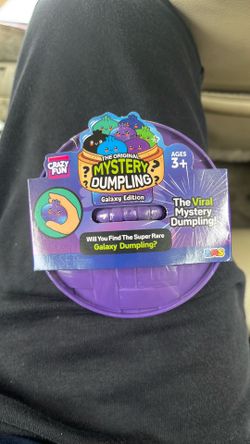 CRAZY
FUN
THE ORIGINAL
MYSTERY
DUMPLING
Galaxy Edition
AGES
3+
The Viral
Mystery
Dumpling!
Will You Find The Super Rare
Galaxy Dumpling?